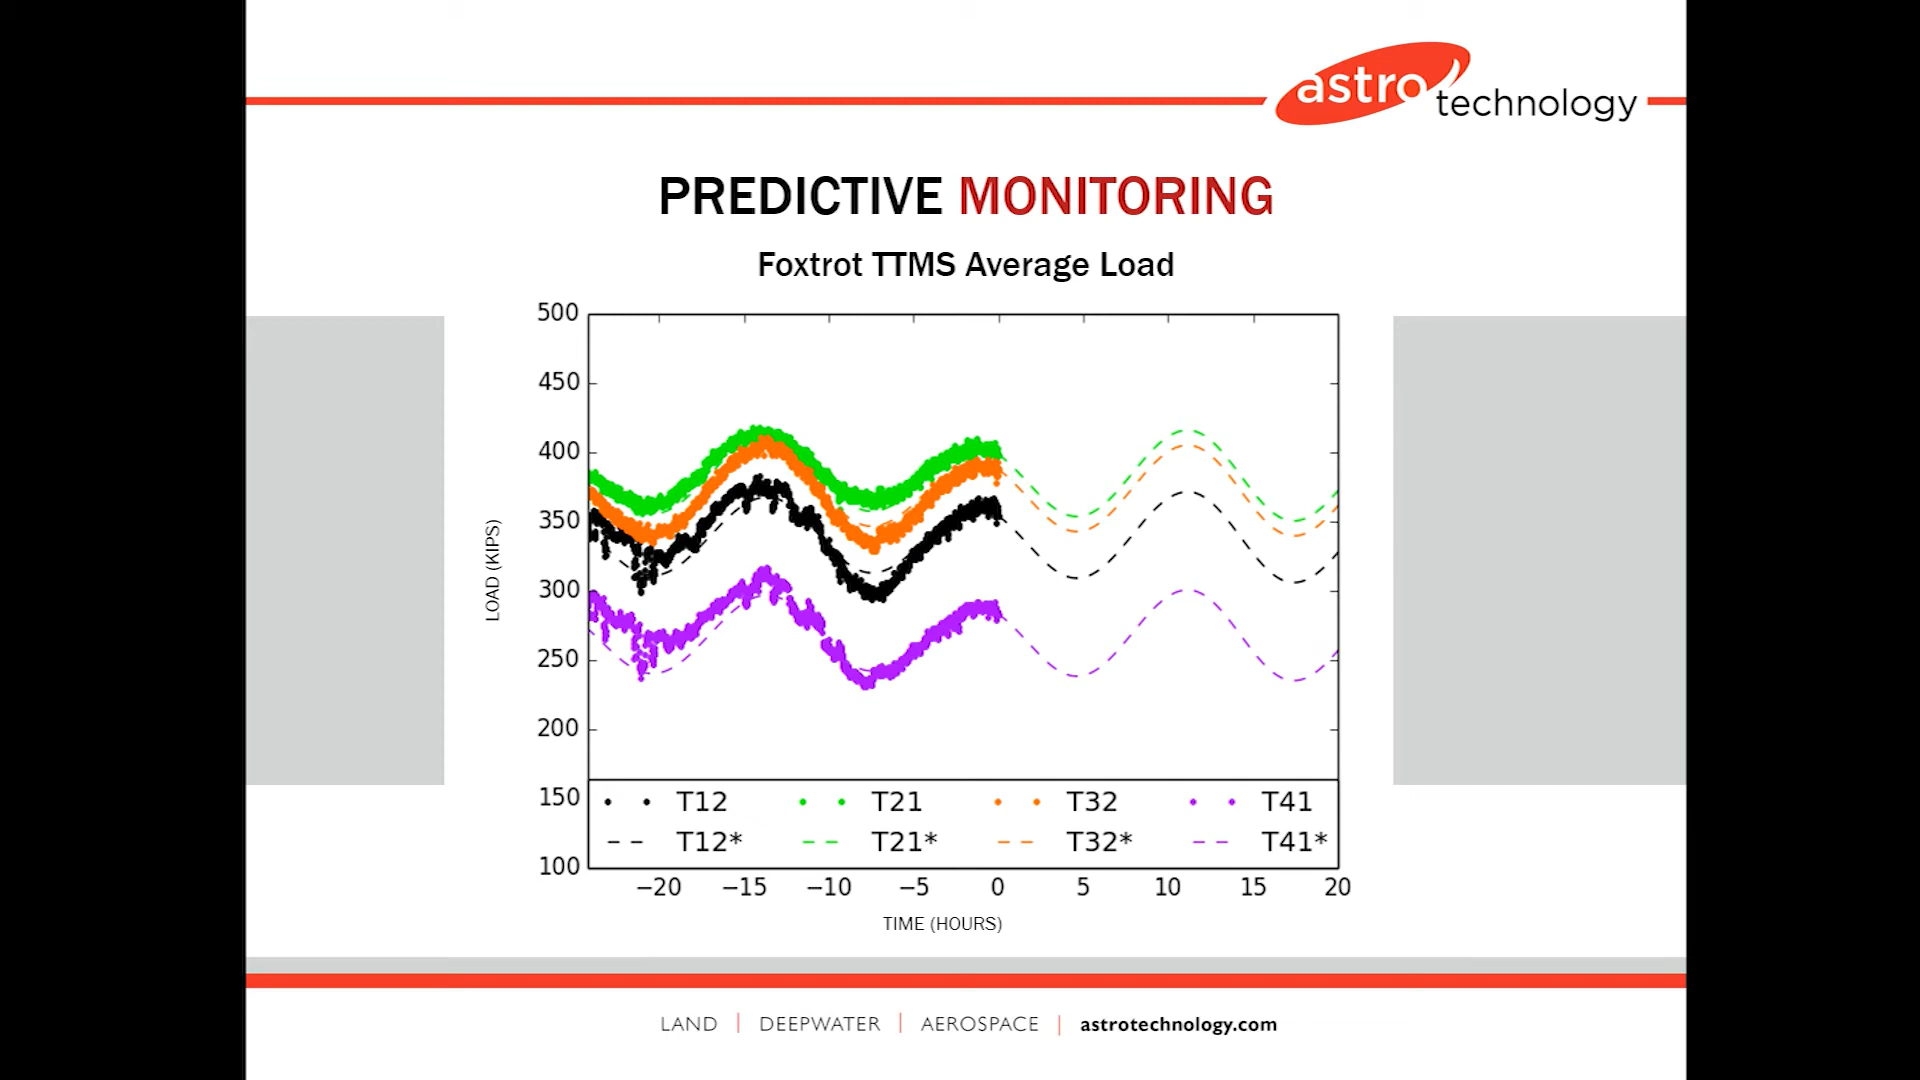 astro technology
PREDICTIVE MONITORING
Foxtrot TTMS Average Load
500
450
400
350
300
250
200
150
100
LOAD (KIPS)
T12 T21 T32 T41
T12* T21* T32* T41*
−20 −15 −10 −5 0 5 10 15 20
TIME (HOURS)
LAND | DEEPWATER | AEROSPACE | astrotechnology.com